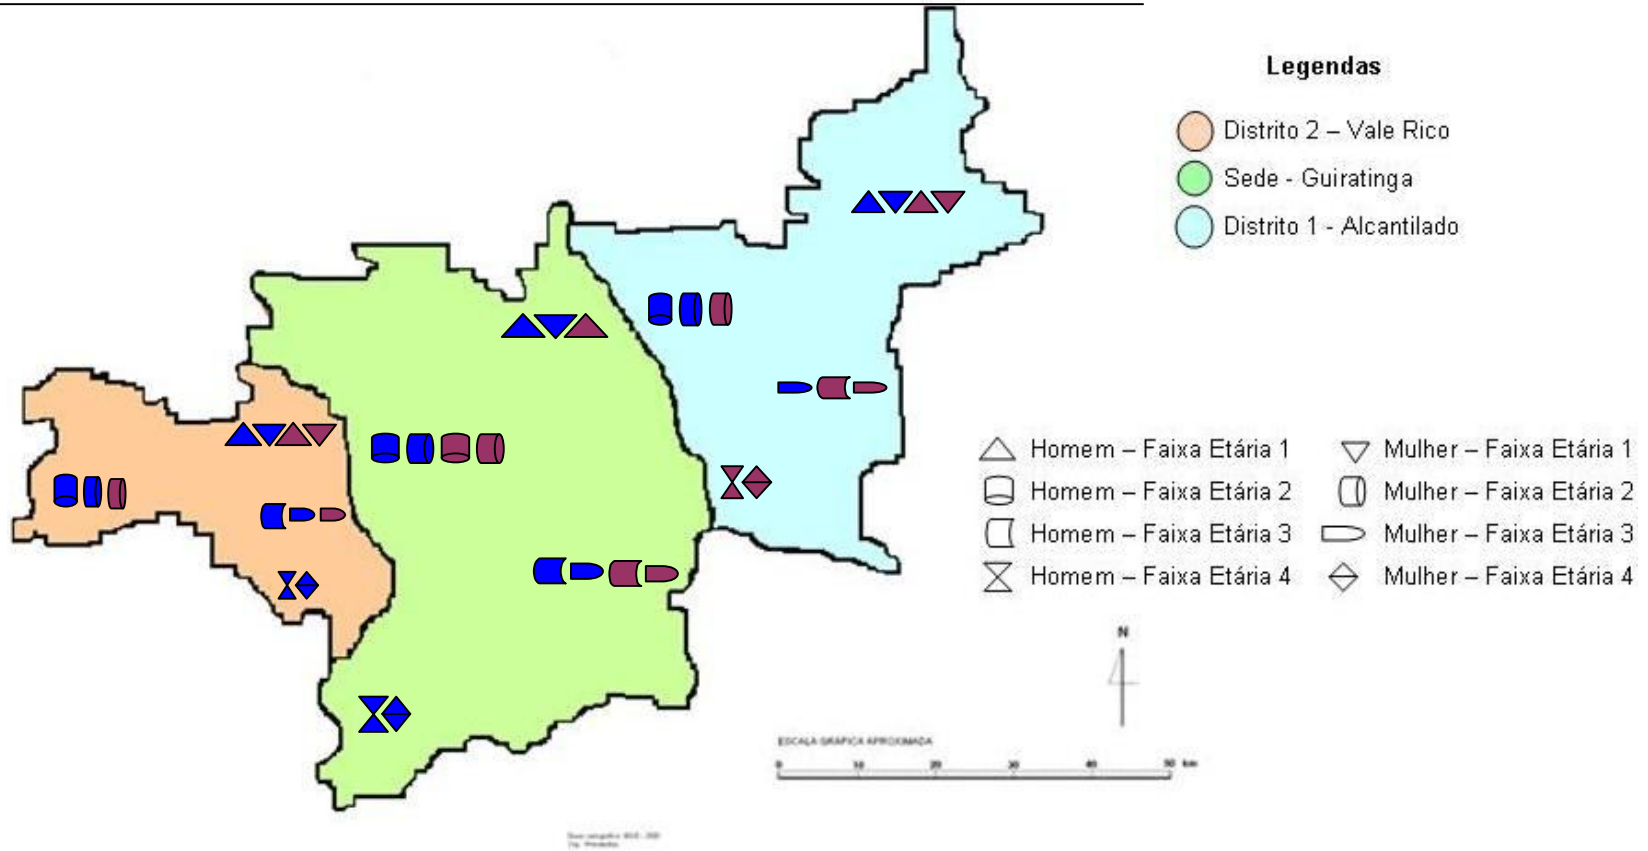 Legendas
Distrito 2 – Vale Rico
Sede - Guiratinga
Distrito 1 - Alcantilado
Homem – Faixa Etária 1
Mulher – Faixa Etária 1
Homem – Faixa Etária 2
Mulher – Faixa Etária 2
Homem – Faixa Etária 3
Mulher – Faixa Etária 3
Homem – Faixa Etária 4
Mulher – Faixa Etária 4
N
ESCALA GRÁFICA APROXIMADA
0 10 20 30 40 50 km